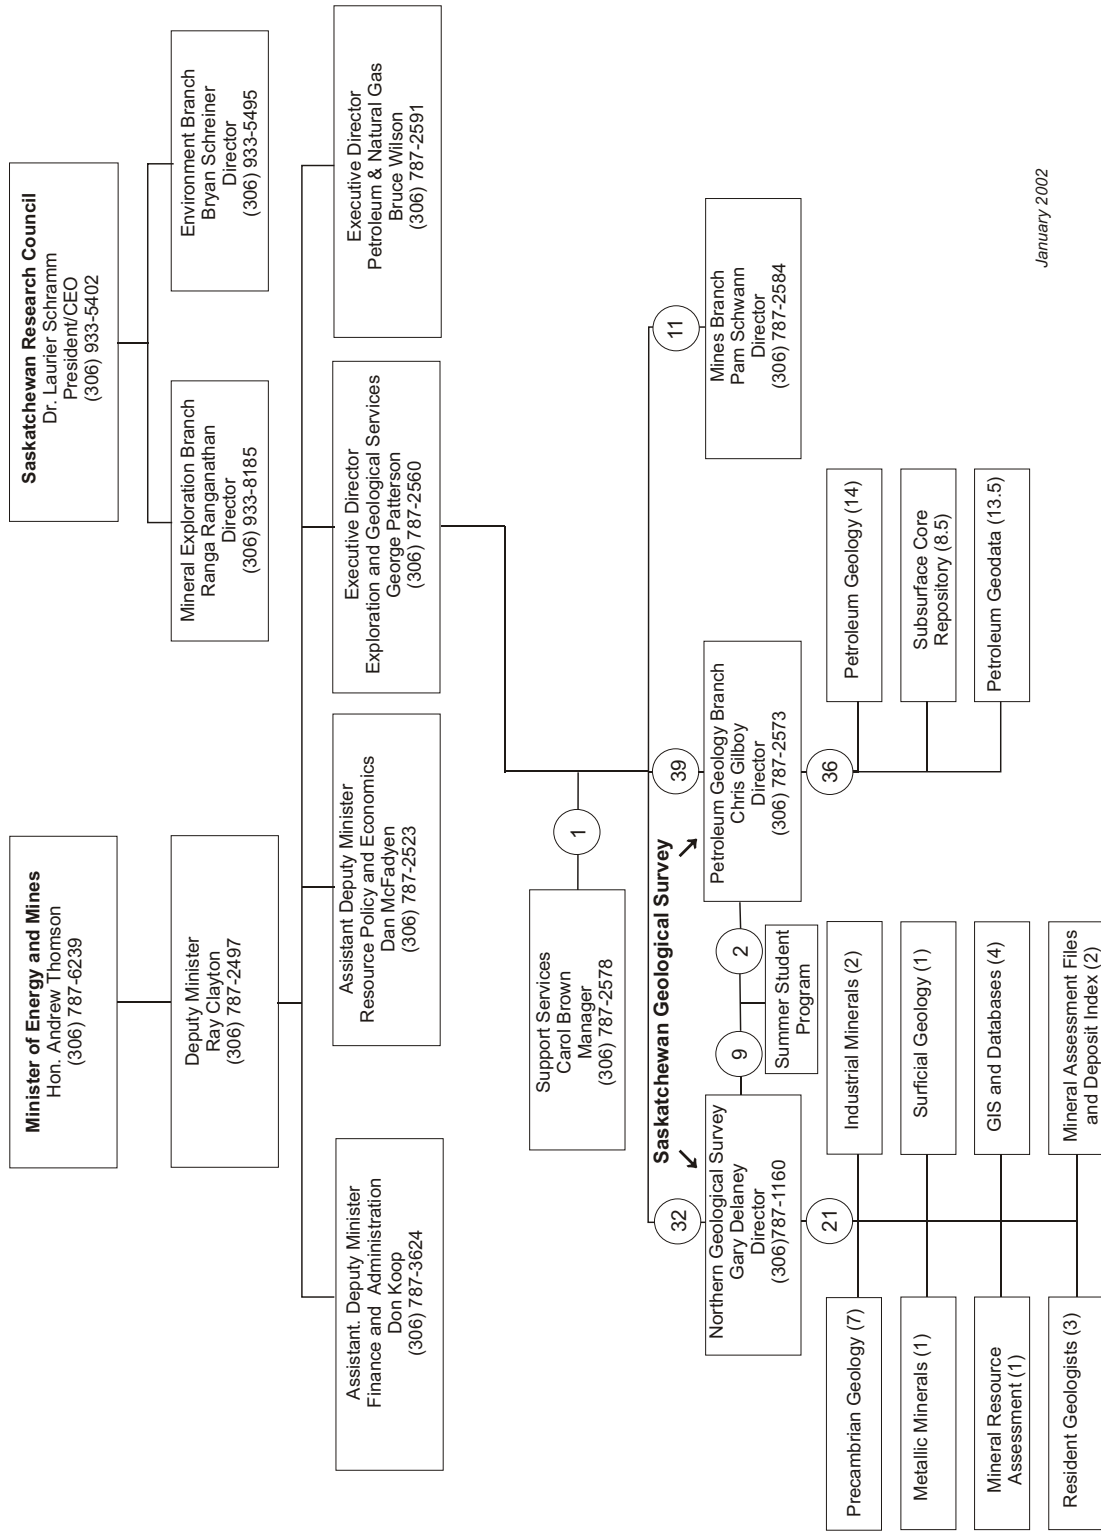 Minister of Energy and Mines
Hon. Andrew Thomson
(306) 787-6239
Saskatchewan Research Council
Dr. Laurier Schramm
President/CEO
(306) 933-5402
Deputy Minister
Ray Clayton
(306) 787-2497
Mineral Exploration Branch
Ranga Ranganathan
Director
(306) 933-8185
Environment Branch
Bryan Schreiner
Director
(306) 933-5495
Assistant. Deputy Minister
Finance and Administration
Don Koop
(306) 787-3624
Assistant Deputy Minister
Resource Policy and Economics
Dan McFadyen
(306) 787-2523
Executive Director
Exploration and Geological Services
George Patterson
(306) 787-2560
Executive Director
Petroleum & Natural Gas
Bruce Wilson
(306) 787-2591
Support Services
Carol Brown
Manager
(306) 787-2578
1
Saskatchewan Geological Survey
32
39
11
Northern Geological Survey
Gary Delaney
Director
(306)787-1160
9
2
Summer Student
Program
Petroleum Geology Branch
Chris Gilboy
Director
(306) 787-2573
Mines Branch
Pam Schwann
Director
(306) 787-2584
21
36
Precambrian Geology (7)
Industrial Minerals (2)
Petroleum Geology (14)
Metallic Minerals (1)
Surficial Geology (1)
Subsurface Core
Repository (8.5)
Mineral Resource
Assessment (1)
GIS and Databases (4)
Petroleum Geodata (13.5)
Resident Geologists (3)
Mineral Assessment Files
and Deposit Index (2)
January 2002